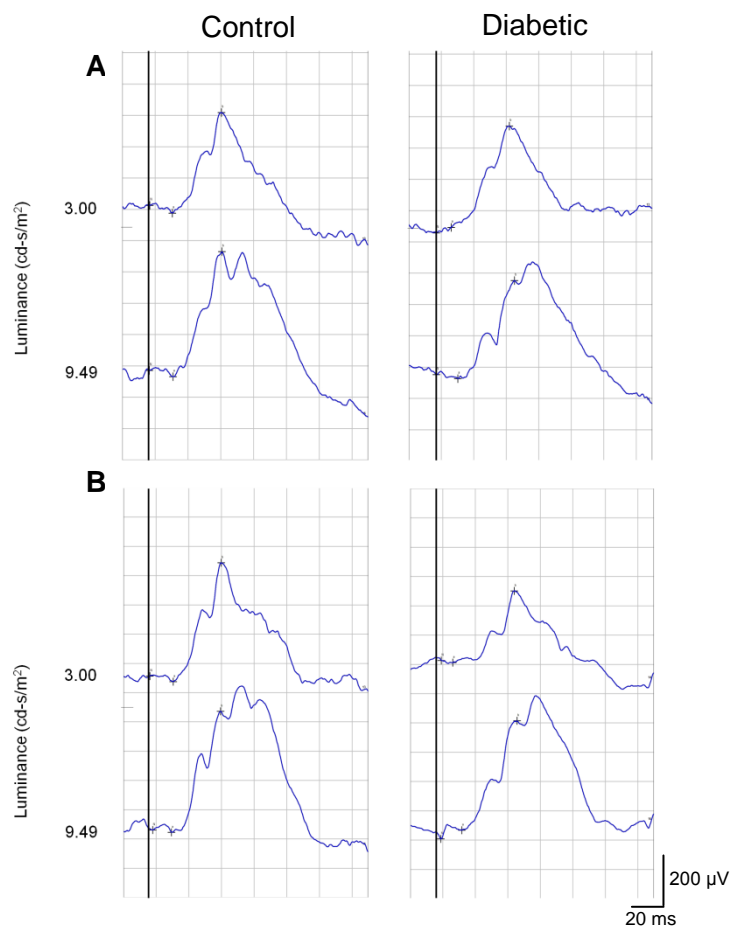 Control
Diabetic
A
Luminance (cd-s/m²)
3.00
9.49
B
Luminance (cd-s/m²)
3.00
9.49
200 µV
20 ms